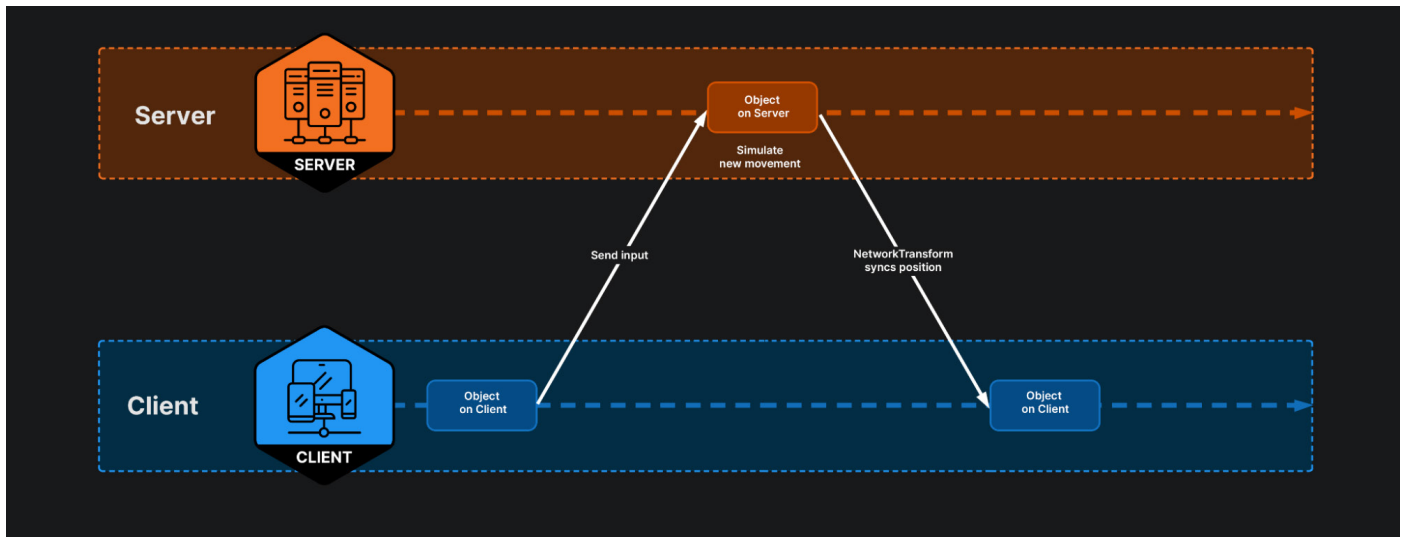 Server
SERVER
Object
on Server
Simulate
new movement
Send input
NetworkTransform
syncs position
Client
CLIENT
Object
on Client
Object
on Client